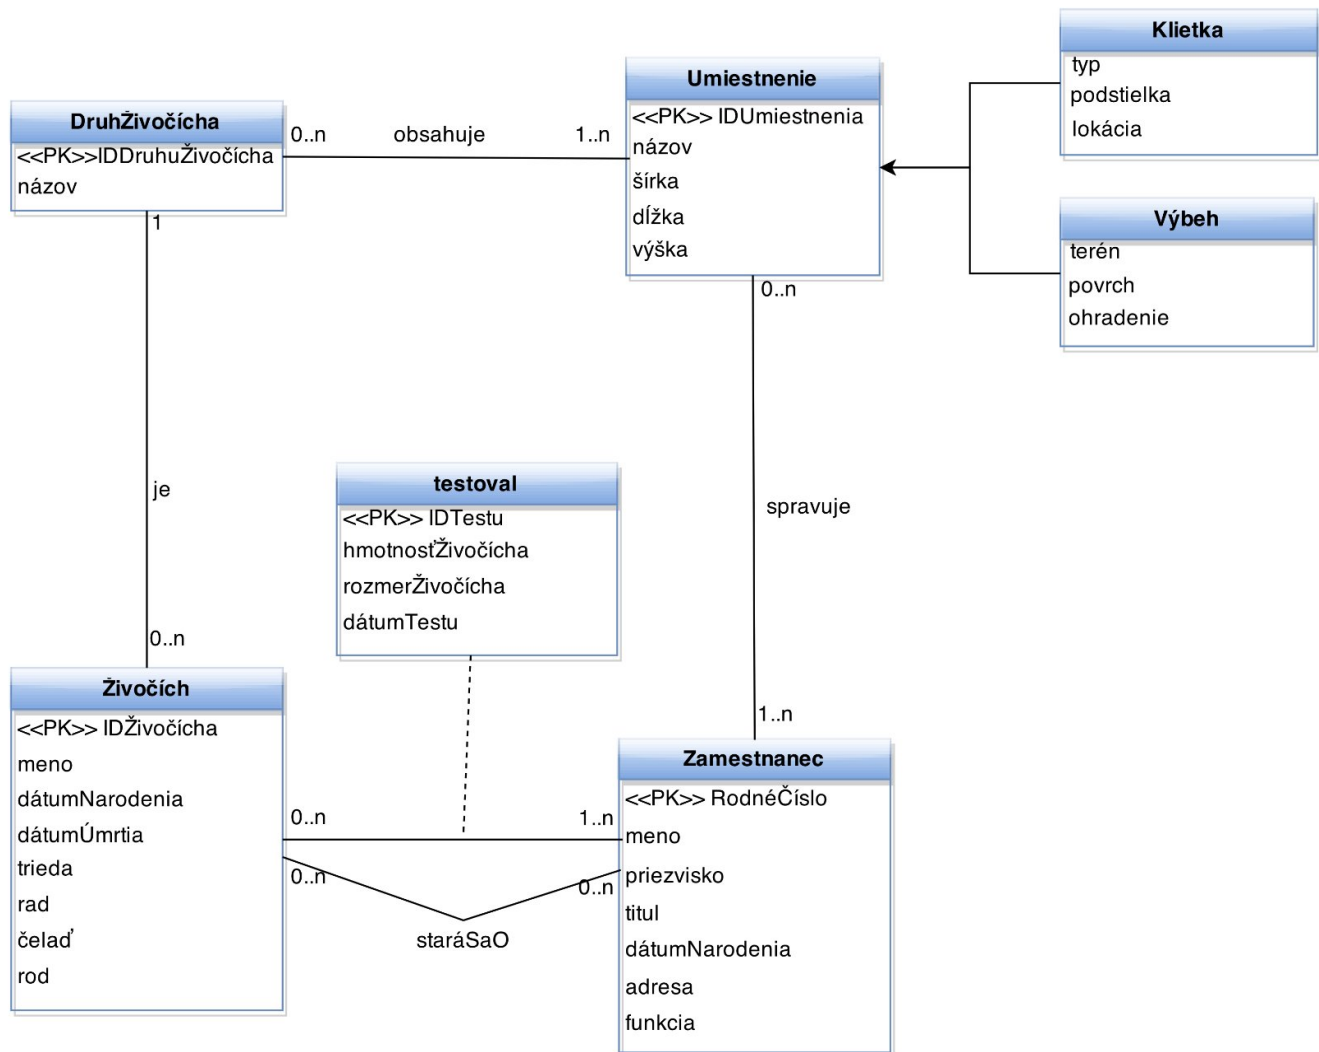 Klietka
typ
podstielka
lokácia
Umiestnenie
<<PK>> IDUmiestnenia
názov
šírka
dĺžka
výška
DruhŽivočícha
<<PK>>IDDruhuŽivočícha
názov
0..n
obsahuje
1..n
Výbeh
terén
povrch
ohradenie
1
je
0..n
0..n
spravuje
1..n
testoval
<<PK>> IDTestu
hmotnosťŽivočícha
rozmerŽivočícha
dátumTestu
Živočích
<<PK>> IDŽivočícha
meno
dátumNarodenia
dátumÚmrtia
trieda
rad
čelaď
rod
0..n
1..n
0..n
0..n
staráSaO
Zamestnanec
<<PK>> RodnéČíslo
meno
priezvisko
titul
dátumNarodenia
adresa
funkcia